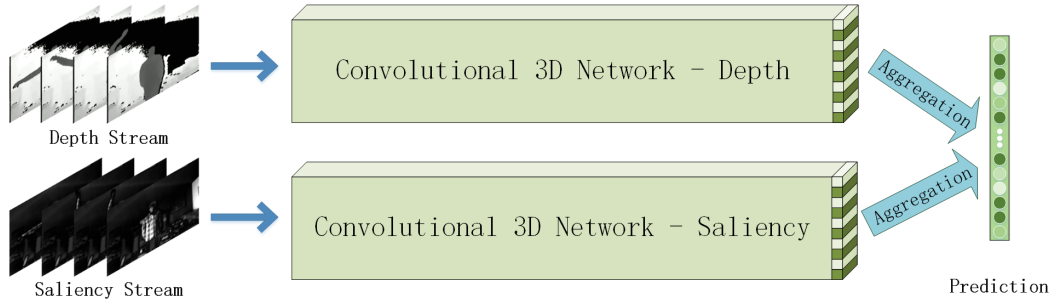 Convolutional 3D Network - Depth
Aggregation
Depth Stream
Convolutional 3D Network - Saliency
Aggregation
Saliency Stream
Prediction